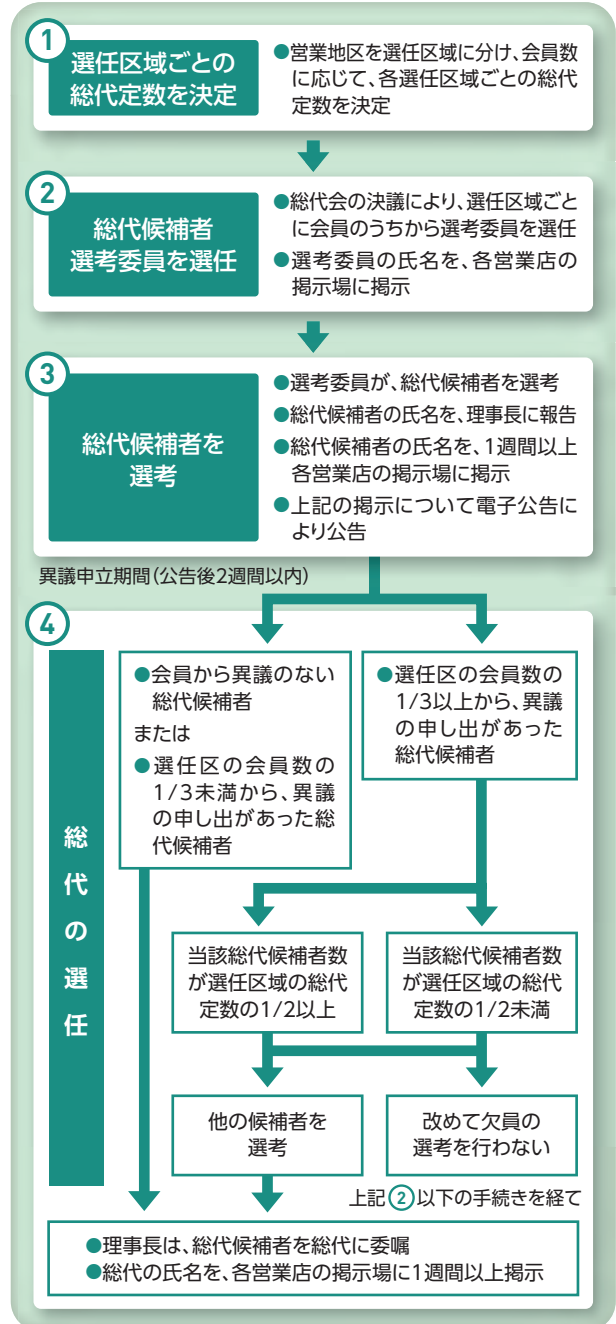 1
選任区域ごとの
総代定数を決定
●営業地区を選任区域に分け、会員数
に応じて、各選任区域ごとの総代
定数を決定
2
総代候補者
選考委員を選任
●総代会の決議により、選任区域ごと
に会員のうちから選考委員を選任
●選考委員の氏名を、各営業店の
掲示場に掲示
3
総代候補者を
選考
●選考委員が、総代候補者を選考
●総代候補者の氏名を、理事長に報告
●総代候補者の氏名を、1週間以上
各営業店の掲示場に掲示
●上記の掲示について電子公告に
より公告
異議申立期間(公告後2週間以内)
4
総代の選任
●会員から異議のない
総代候補者
または
●選任区の会員数の
1/3未満から、異議
の申し出があった総
代候補者
●選任区の会員数の
1/3以上から、異議
の申し出があった
総代候補者
当該総代候補者数
が選任区域の総代
定数の1/2以上
当該総代候補者数
が選任区域の総代
定数の1/2未満
他の候補者を
選考
改めて欠員の
選考を行わない
上記②以下の手続きを経て
●理事長は、総代候補者を総代に委嘱
●総代の氏名を、各営業店の掲示場に1週間以上掲示